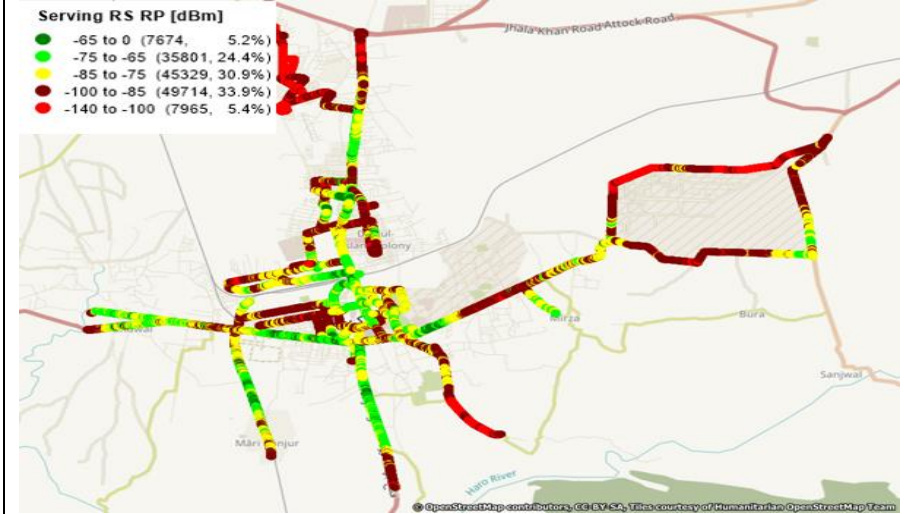 Serving RS RP [dBm]
-65 to 0 (7674, 5.2%)
-75 to -65 (35801, 24.4%)
-85 to -75 (45329, 30.9%)
-100 to -85 (49714, 33.9%)
-140 to -100 (7965, 5.4%)
Jhala Khan Road Attock-Road
Mirza
Bura
Sanjwal
Haro River
© OpenStreetMap contributors, CC-BY-SA, Tiles courtesy of Humanitarian OpenStreetMap Team